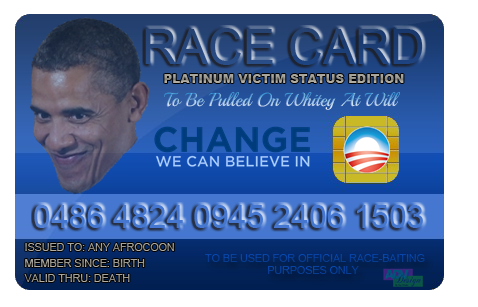 RACE CARD
PLATINUM VICTIM STATUS EDITION
To Be Pulled On Whitey At Will
CHANGE
WE CAN BELIEVE IN
0486 4824 0945 2406 1503
ISSUED TO: ANY AFROCOON
MEMBER SINCE: BIRTH
VALID THRU: DEATH
TO BE USED FOR OFFICIAL RACE-BAITING
PURPOSES ONLY